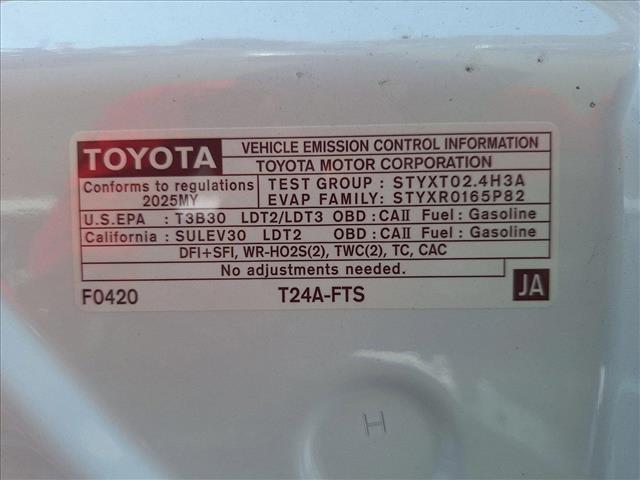 TOYOTA
VEHICLE EMISSION CONTROL INFORMATION
TOYOTA MOTOR CORPORATION
Conforms to regulations
2025MY
TEST GROUP : STYXT02.4H3A
EVAP FAMILY: STYXR0165P82
U.S.EPA : T3B30 LDT2/LDT3 OBD : CAII Fuel : Gasoline
California : SULEV30 LDT2 OBD : CAII Fuel : Gasoline
DFI+SFI, WR-HO2S(2), TWC(2), TC, CAC
No adjustments needed.
F0420 T24A-FTS JA
H